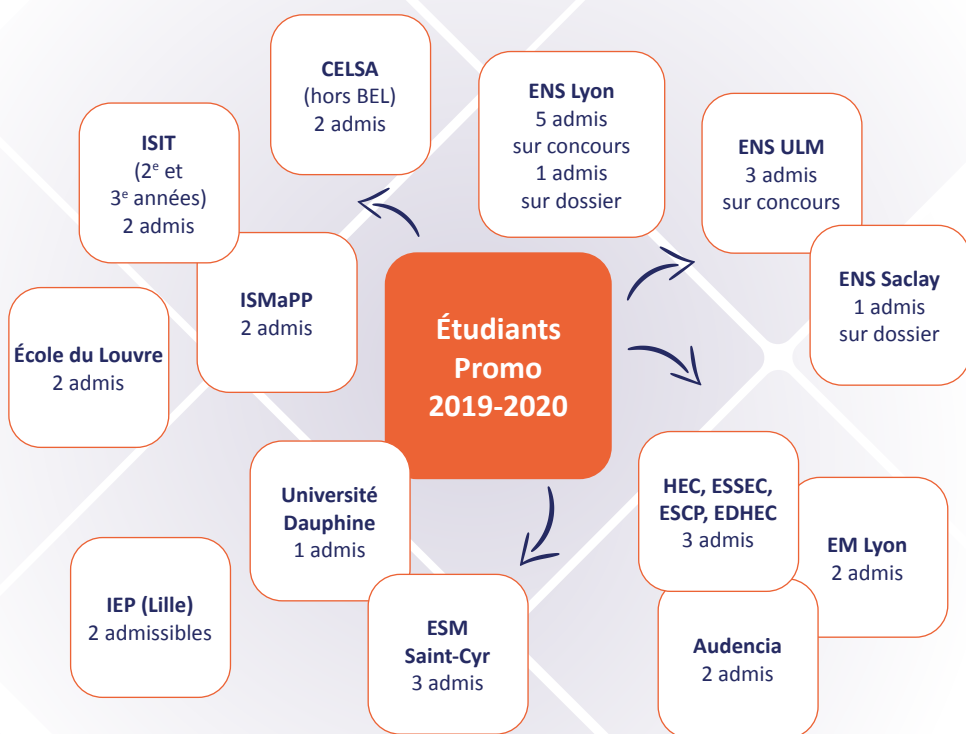 CELSA
(hors BEL)
2 admis
ENS Lyon
5 admis
sur concours
1 admis
sur dossier
ISIT
(2e et
3e années)
2 admis
ENS ULM
3 admis
sur concours
ISMaPP
2 admis
ENS Saclay
1 admis
sur dossier
École du Louvre
2 admis
Étudiants
Promo
2019-2020
Université
Dauphine
1 admis
HEC, ESSEC,
ESCP, EDHEC
3 admis
EM Lyon
2 admis
IEP (Lille)
2 admissibles
ESM
Saint-Cyr
3 admis
Audencia
2 admis